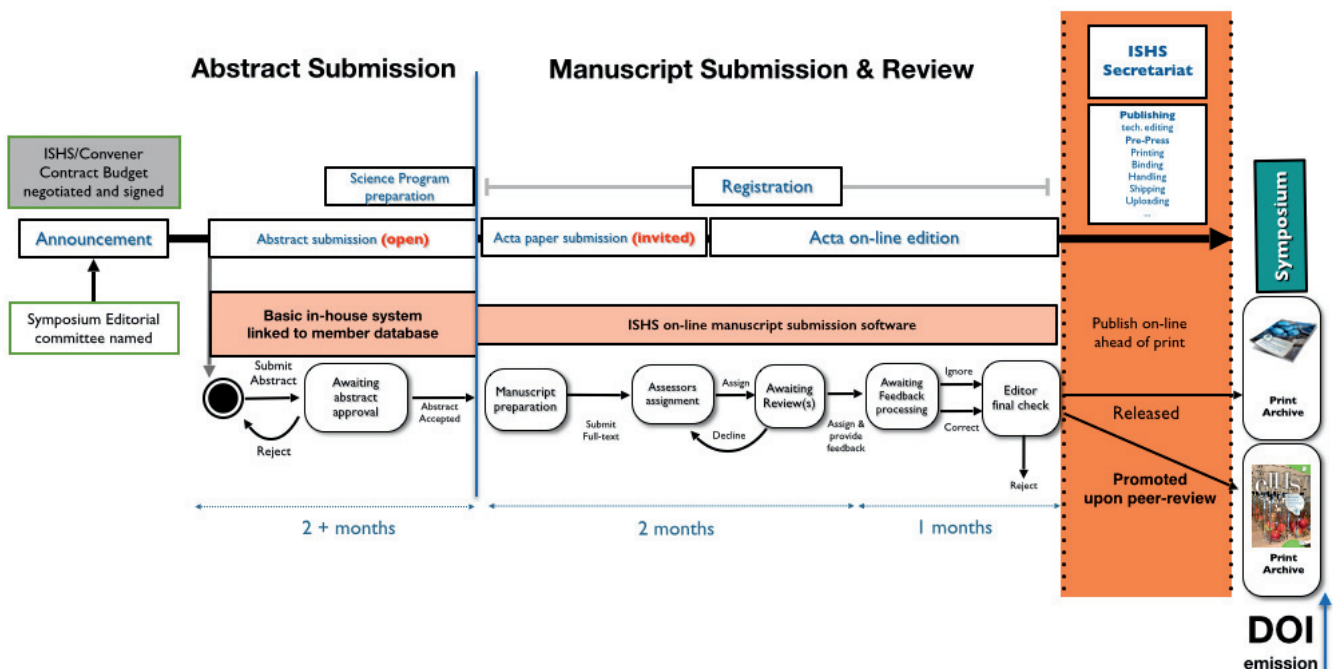 Abstract Submission
Manuscript Submission & Review
ISHS
Secretariat
Publishing
tech. editing
Pre-Press
Printing
Binding
Handling
Shipping
Uploading
...
ISHS/Convener
Contract Budget
negotiated and signed
Science Program
preparation
Registration
Announcement
Abstract submission (open)
Acta paper submission (invited)
Acta on-line edition
Symposium
Symposium Editorial
committee named
Basic in-house system
linked to member database
ISHS on-line manuscript submission software
Publish on-line
ahead of print
Submit
Abstract
Reject
Awaiting
abstract
approval
Abstract
Accepted
Manuscript
preparation
Submit
Full-text
Assessors
assignment
Assign
Decline
Awaiting
Review(s)
Assign &
provide
feedback
Awaiting
Feedback
processing
Ignore
Correct
Editor
final check
Reject
Released
Print
Archive
Promoted
upon peer-review
Print
Archive
2 + months
2 months
1 months
DOI
emission